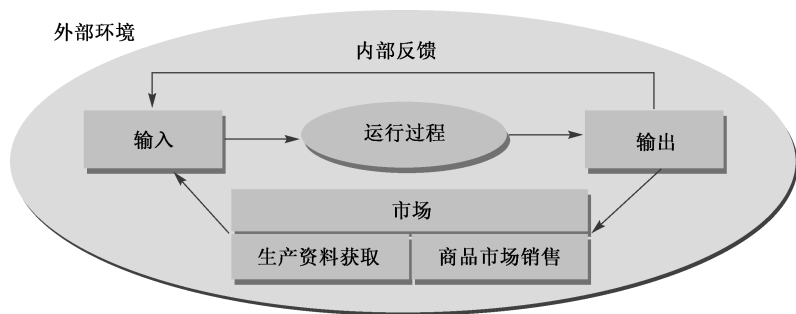 外部环境
内部反馈
输入
运行过程
输出
市场
生产资料获取
商品市场销售